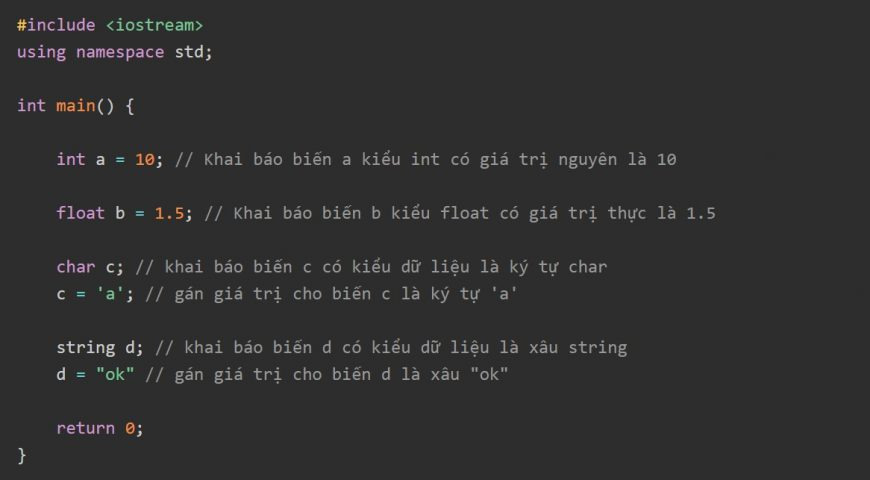 #include <iostream>
using namespace std;
int main() {
int a = 10; // Khai báo biến a kiểu int có giá trị nguyên là 10
float b = 1.5; // Khai báo biến b kiểu float có giá trị thực là 1.5
char c; // khai báo biến c có kiểu dữ liệu là ký tự char
c = 'a'; // gán giá trị cho biến c là ký tự 'a'
string d; // khai báo biến d có kiểu dữ liệu là xâu string
d = "ok" // gán giá trị cho biến d là xâu "ok"
return 0;
}